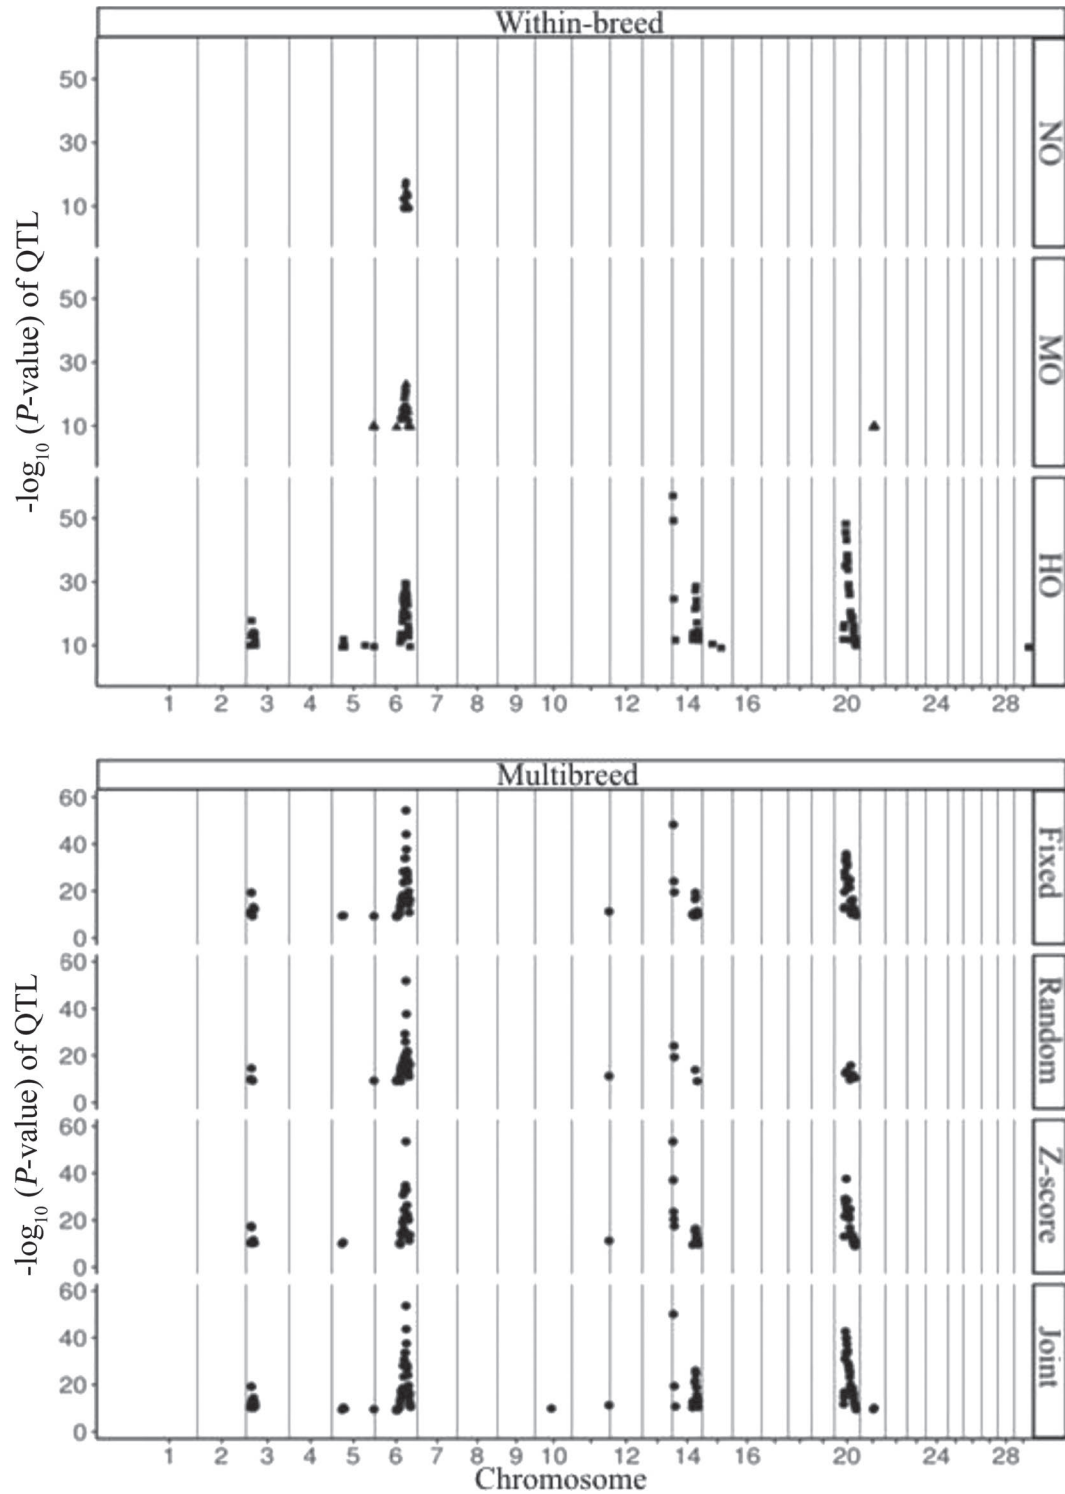 Within-breed
50
30
10
NO
50
30
10
MO
50
30
10
HO
-log10 (P-value) of QTL
1 2 3 4 5 6 7 8 9 10 12 14 16 20 24 28
Multibreed
60
40
20
0
Fixed
60
40
20
0
Random
60
40
20
0
Z-score
60
40
20
0
Joint
-log10 (P-value) of QTL
1 2 3 4 5 6 7 8 9 10 12 14 16 20 24 28
Chromosome